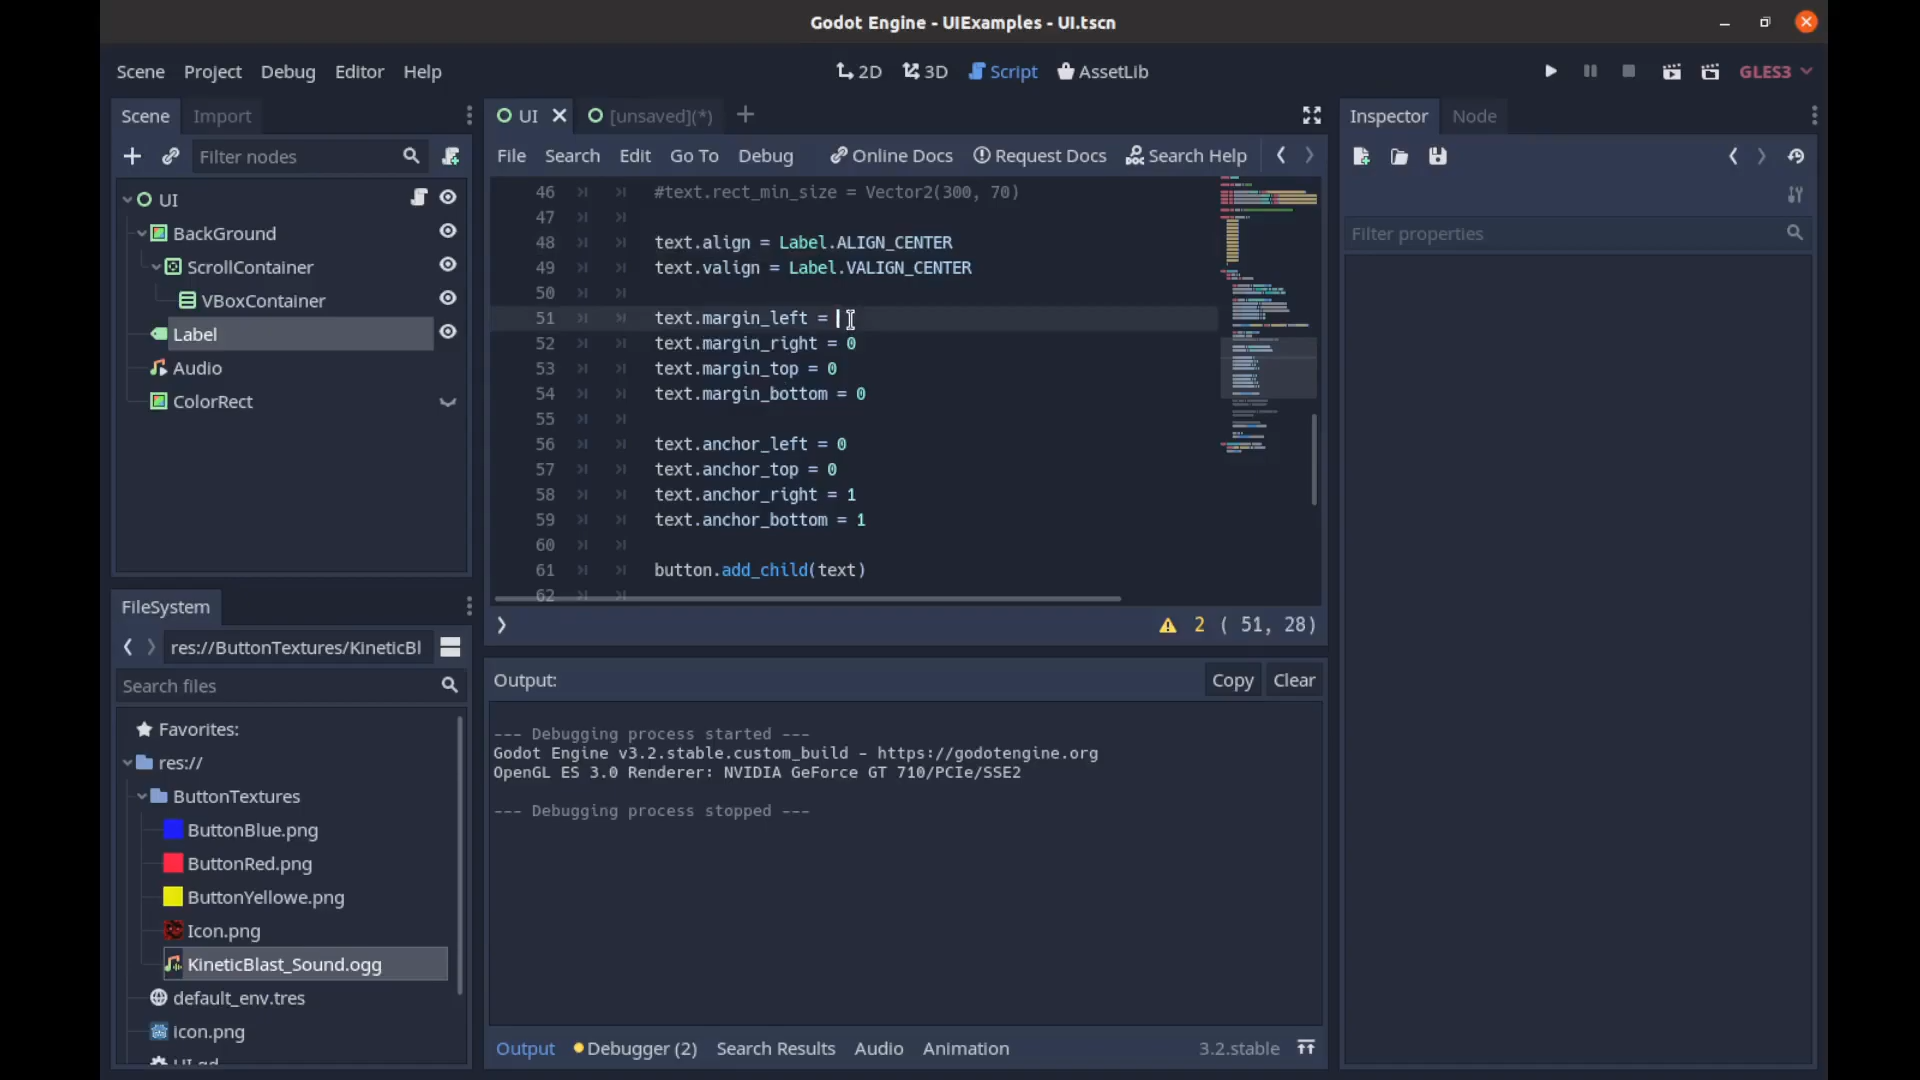 Godot Engine - UIExamples - UI.tscn
Scene Project Debug Editor Help
2D 3D Script AssetLib
GLES3
Scene Import
UI [unsaved](*)
Inspector Node
Filter nodes
File Search Edit Go To Debug Online Docs Request Docs Search Help
UI
BackGround
ScrollContainer
VBoxContainer
Label
Audio
ColorRect
Filter properties
46 #text.rect_min_size = Vector2(300, 70)
47
48 text.align = Label.ALIGN_CENTER
49 text.valign = Label.VALIGN_CENTER
50
51 text.margin_left =
52 text.margin_right = 0
53 text.margin_top = 0
54 text.margin_bottom = 0
55
56 text.anchor_left = 0
57 text.anchor_top = 0
58 text.anchor_right = 1
59 text.anchor_bottom = 1
60
61 button.add_child(text)
62
2 ( 51, 28)
FileSystem
res://ButtonTextures/KineticBl
Search files
Favorites:
res://
ButtonTextures
ButtonBlue.png
ButtonRed.png
ButtonYellowe.png
Icon.png
KineticBlast_Sound.ogg
default_env.tres
icon.png
UI.gd
Output: Copy Clear
--- Debugging process started ---
Godot Engine v3.2.stable.custom_build - https://godotengine.org
OpenGL ES 3.0 Renderer: NVIDIA GeForce GT 710/PCIe/SSE2
--- Debugging process stopped ---
Output Debugger (2) Search Results Audio Animation 3.2.stable